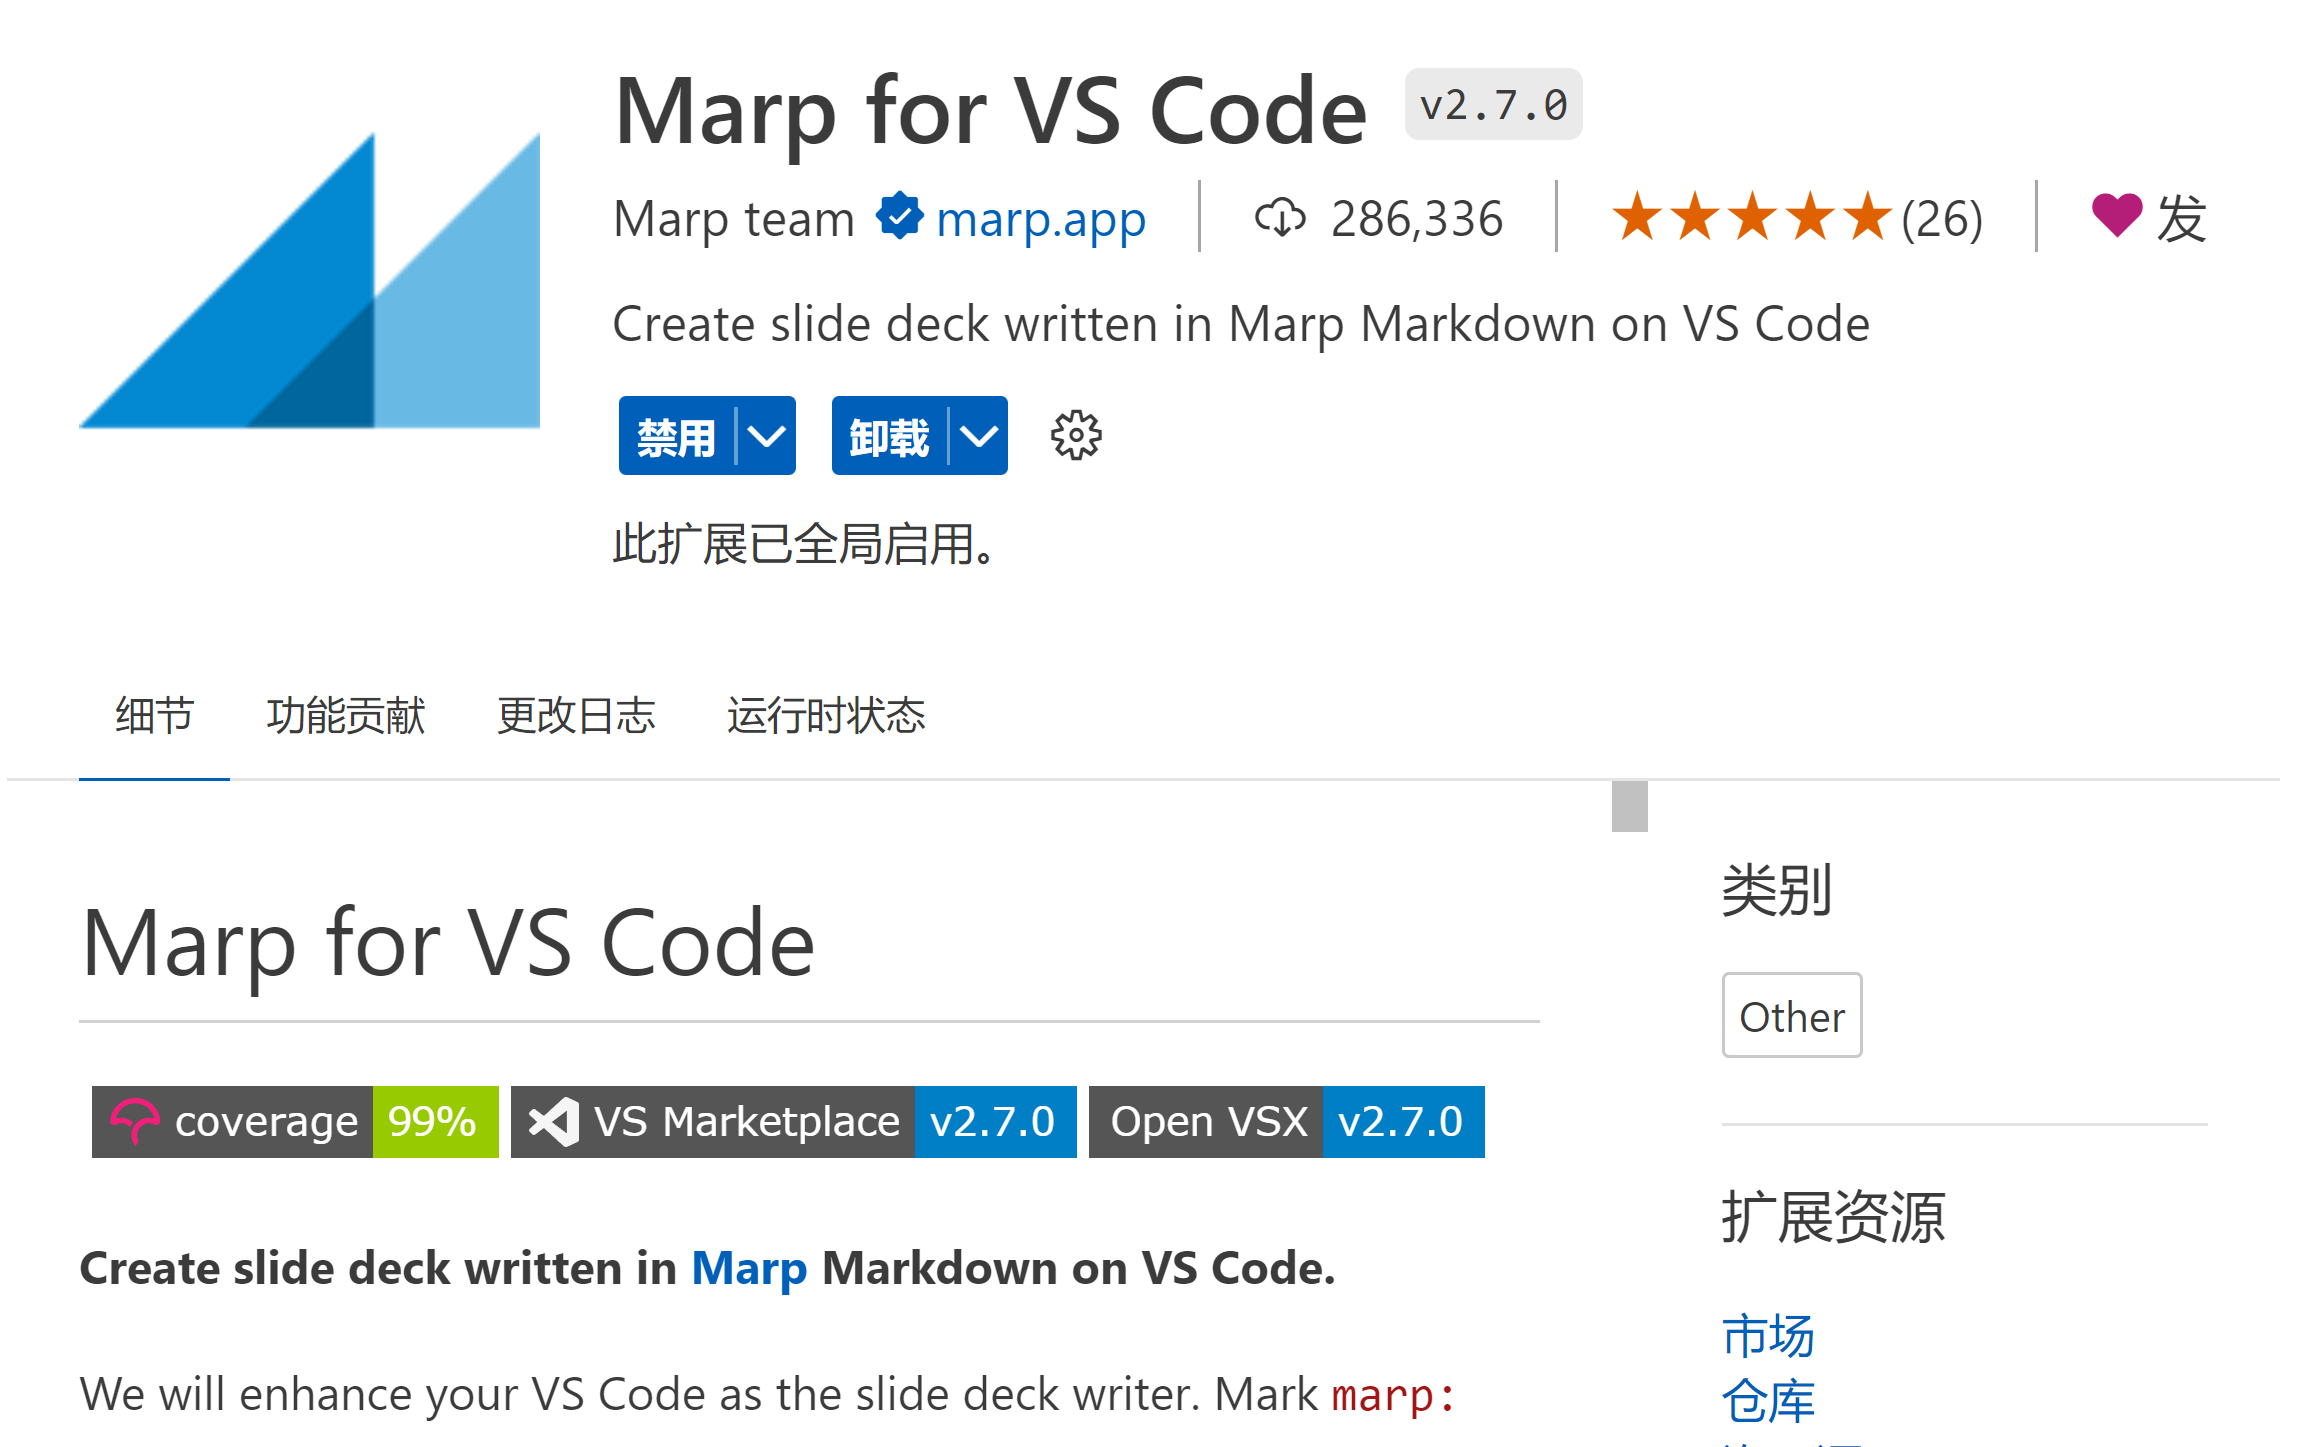 Marp for VS Code v2.7.0
Marp team marp.app 286,336 (26) 发
Create slide deck written in Marp Markdown on VS Code
禁用 卸载
此扩展已全局启用。
细节 功能贡献 更改日志 运行时状态
Marp for VS Code
coverage 99% VS Marketplace v2.7.0 Open VSX v2.7.0
Create slide deck written in Marp Markdown on VS Code.
We will enhance your VS Code as the slide deck writer. Mark marp:
类别
Other
扩展资源
市场
仓库